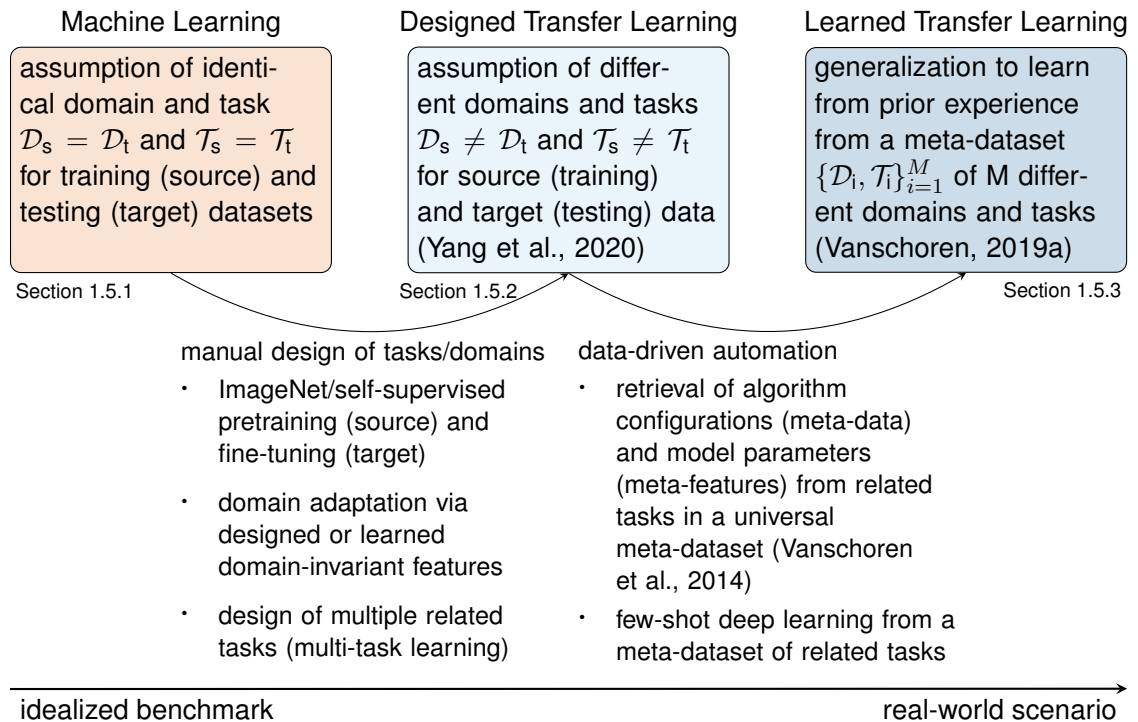 Machine Learning
assumption of identi-
cal domain and task
𝒟s = 𝒟t and 𝒯s = 𝒯t
for training (source) and
testing (target) datasets
Section 1.5.1
Designed Transfer Learning
assumption of differ-
ent domains and tasks
𝒟s ≠ 𝒟t and 𝒯s ≠ 𝒯t
for source (training)
and target (testing) data
(Yang et al., 2020)
Section 1.5.2
Learned Transfer Learning
generalization to learn
from prior experience
from a meta-dataset
{𝒟i, 𝒯i}_{i=1}^M of M differ-
ent domains and tasks
(Vanschoren, 2019a)
Section 1.5.3
manual design of tasks/domains
· ImageNet/self-supervised
pretraining (source) and
fine-tuning (target)
· domain adaptation via
designed or learned
domain-invariant features
· design of multiple related
tasks (multi-task learning)
data-driven automation
· retrieval of algorithm
configurations (meta-data)
and model parameters
(meta-features) from related
tasks in a universal
meta-dataset (Vanschoren
et al., 2014)
· few-shot deep learning from a
meta-dataset of related tasks
idealized benchmark
real-world scenario